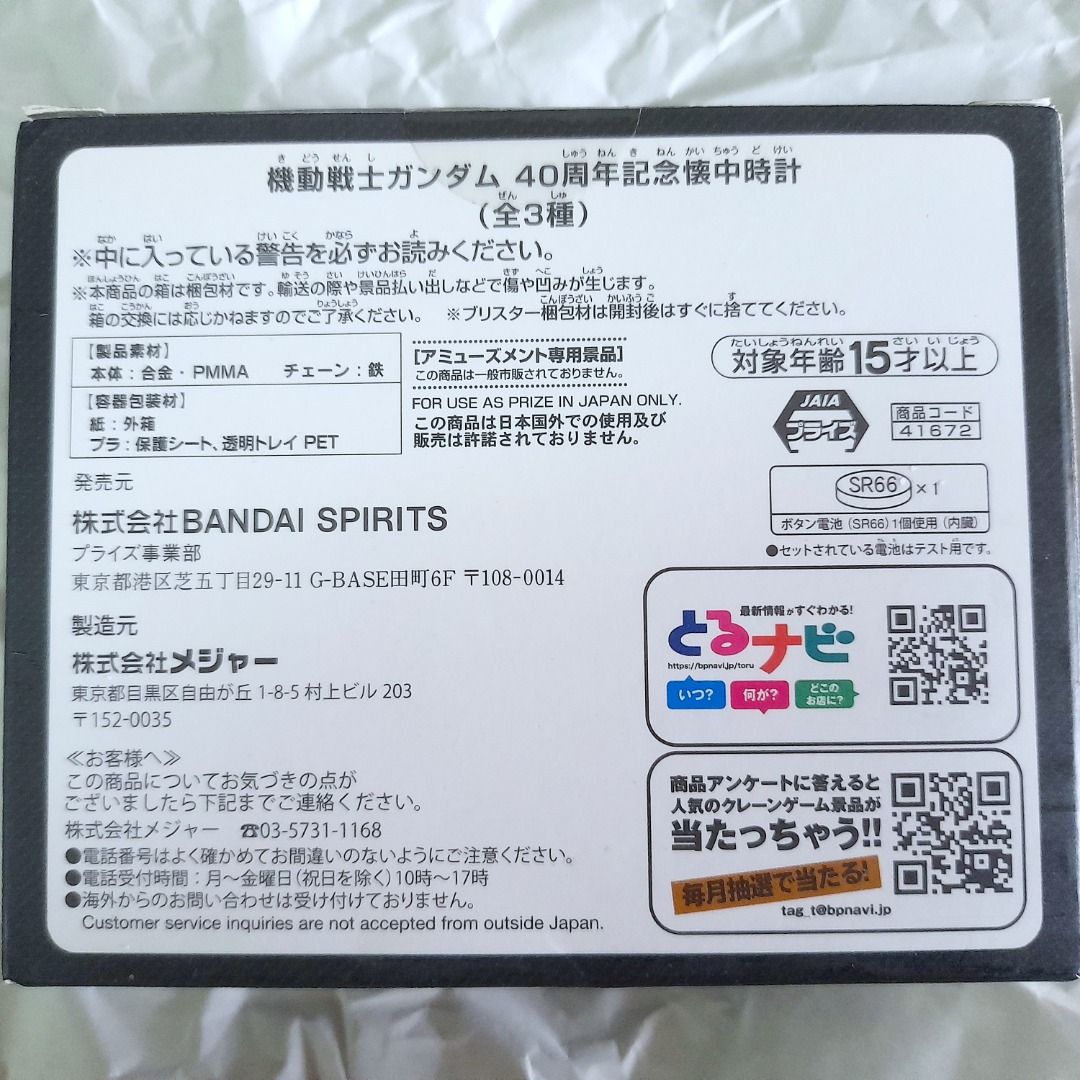 機動戦士ガンダム 40周年記念懐中時計
(全3種)
※中に入っている警告を必ずお読みください。
※本商品の箱は梱包材です。輸送の際や景品払い出しなどで傷や凹みが生じます。
箱の交換には応じかねますのでご了承ください。 ※ブリスター梱包材は開封後はすぐに捨ててください。
【製品素材】
本体：合金・PMMA チェーン：鉄
【容器包装材】
紙：外箱
プラ：保護シート、透明トレイ PET
[アミューズメント専用景品]
この商品は一般市販されておりません。
FOR USE AS PRIZE IN JAPAN ONLY.
この商品は日本国外での使用及び
販売は許諾されておりません。
対象年齢15才以上
JAIA
プライズ
商品コード
41672
SR66 ×1
ボタン電池（SR66）1個使用（内臓）
●セットされている電池はテスト用です。
発売元
株式会社BANDAI SPIRITS
プライズ事業部
東京都港区芝五丁目29-11 G-BASE田町6F 〒108-0014
製造元
株式会社メジャー
東京都目黒区自由が丘 1-8-5 村上ビル 203
〒152-0035
≪お客様へ≫
この商品についてお気づきの点が
ございましたら下記までご連絡ください。
株式会社メジャー ☎03-5731-1168
●電話番号はよく確かめてお間違いのないようにご注意ください。
●電話受付時間：月～金曜日(祝日を除く)10時～17時
●海外からのお問い合わせは受け付けておりません。
Customer service inquiries are not accepted from outside Japan.
最新情報がすぐわかる!
とるナビ
https://bpnavi.jp/toru
いつ? 何が? どこの
お店に?
商品アンケートに答えると
人気のクレーンゲーム景品が
当たっちゃう!!
毎月抽選で当たる!
tag_t@bpnavi.jp